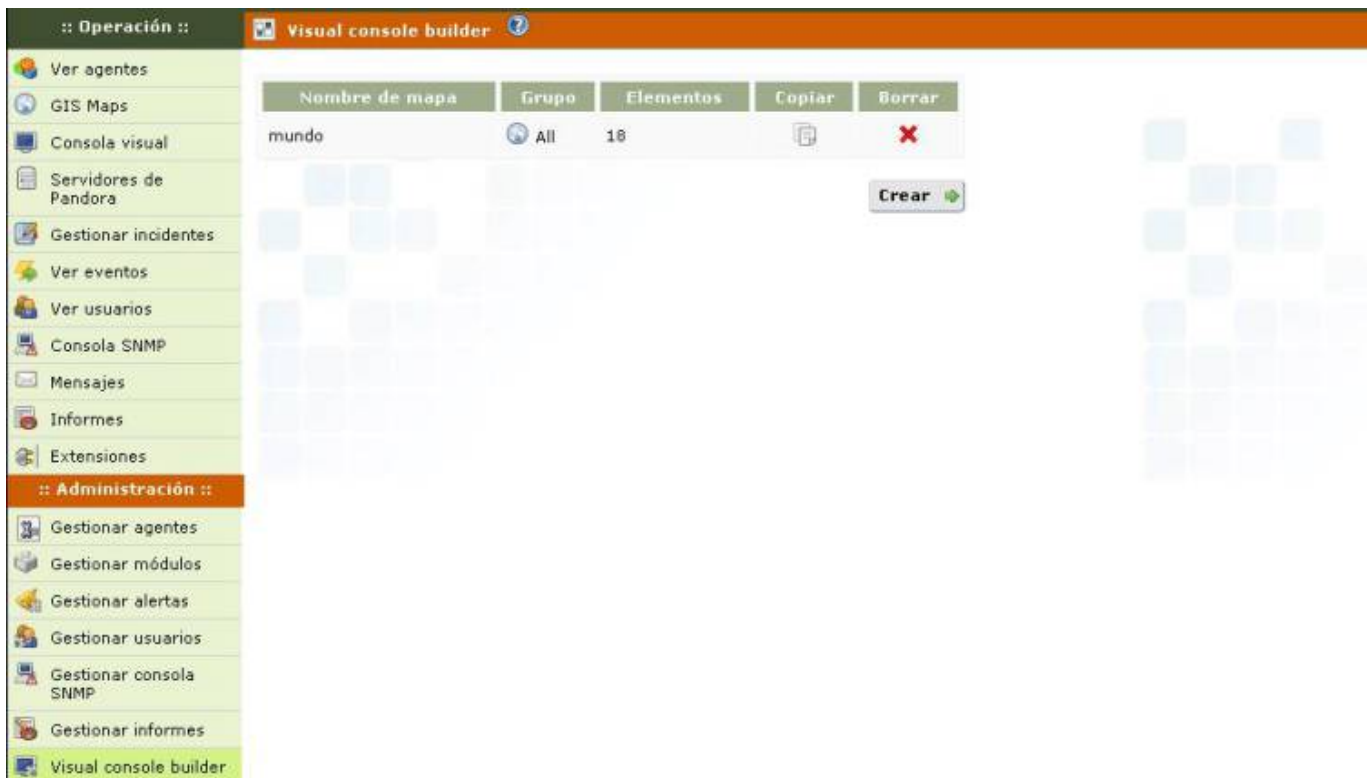 :: Operación ::
Ver agentes
GIS Maps
Consola visual
Servidores de
Pandora
Gestionar incidentes
Ver eventos
Ver usuarios
Consola SNMP
Mensajes
Informes
Extensiones
:: Administración ::
Gestionar agentes
Gestionar módulos
Gestionar alertas
Gestionar usuarios
Gestionar consola
SNMP
Gestionar informes
Visual console builder
Visual console builder ?
Nombre de mapa Grupo Elementos Copiar Borrar
mundo All 18
Crear